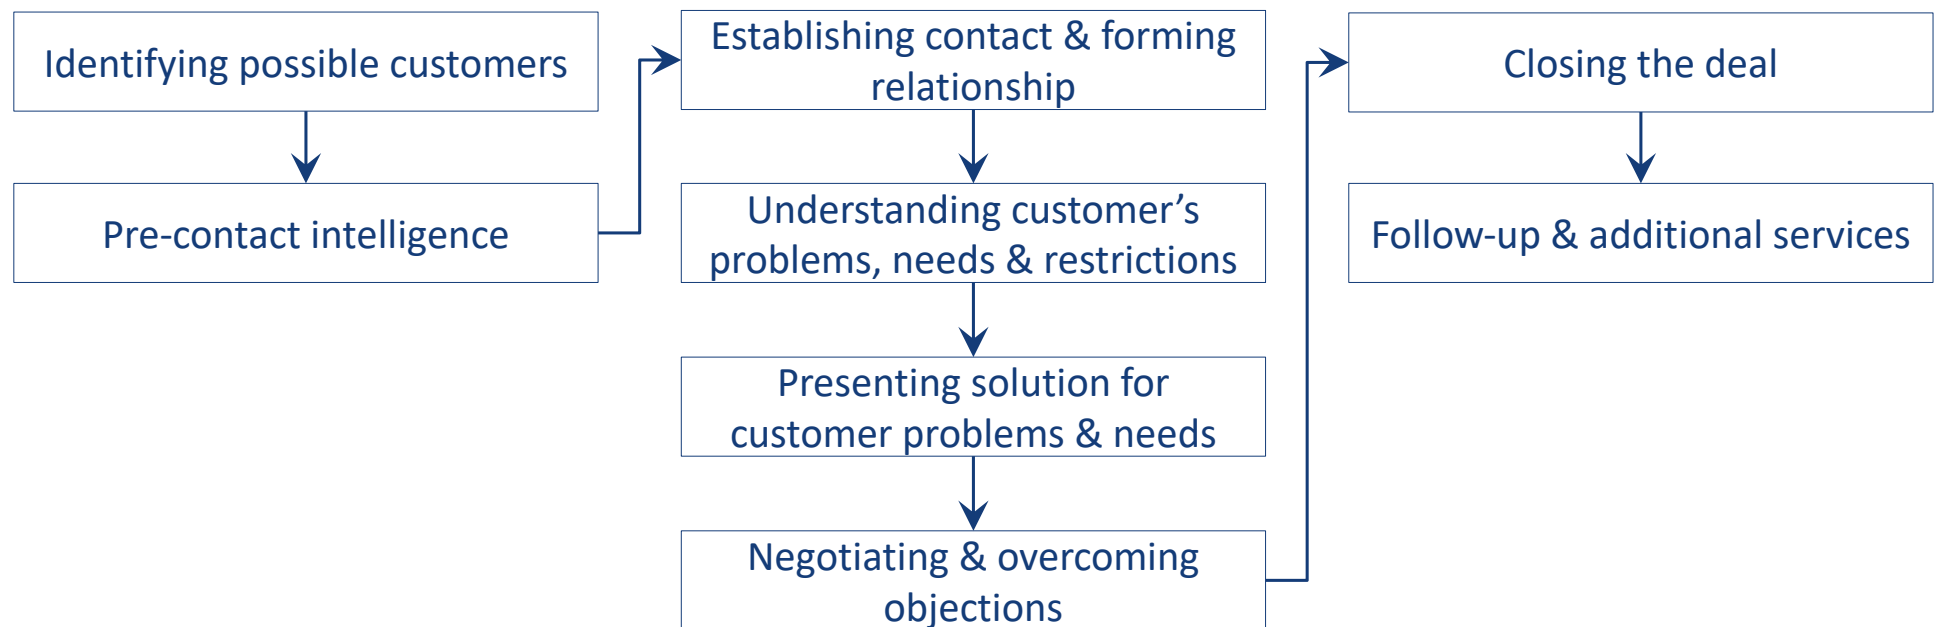 Identifying possible customers
Pre-contact intelligence
Establishing contact & forming
relationship
Understanding customer’s
problems, needs & restrictions
Presenting solution for
customer problems & needs
Negotiating & overcoming
objections
Closing the deal
Follow-up & additional services